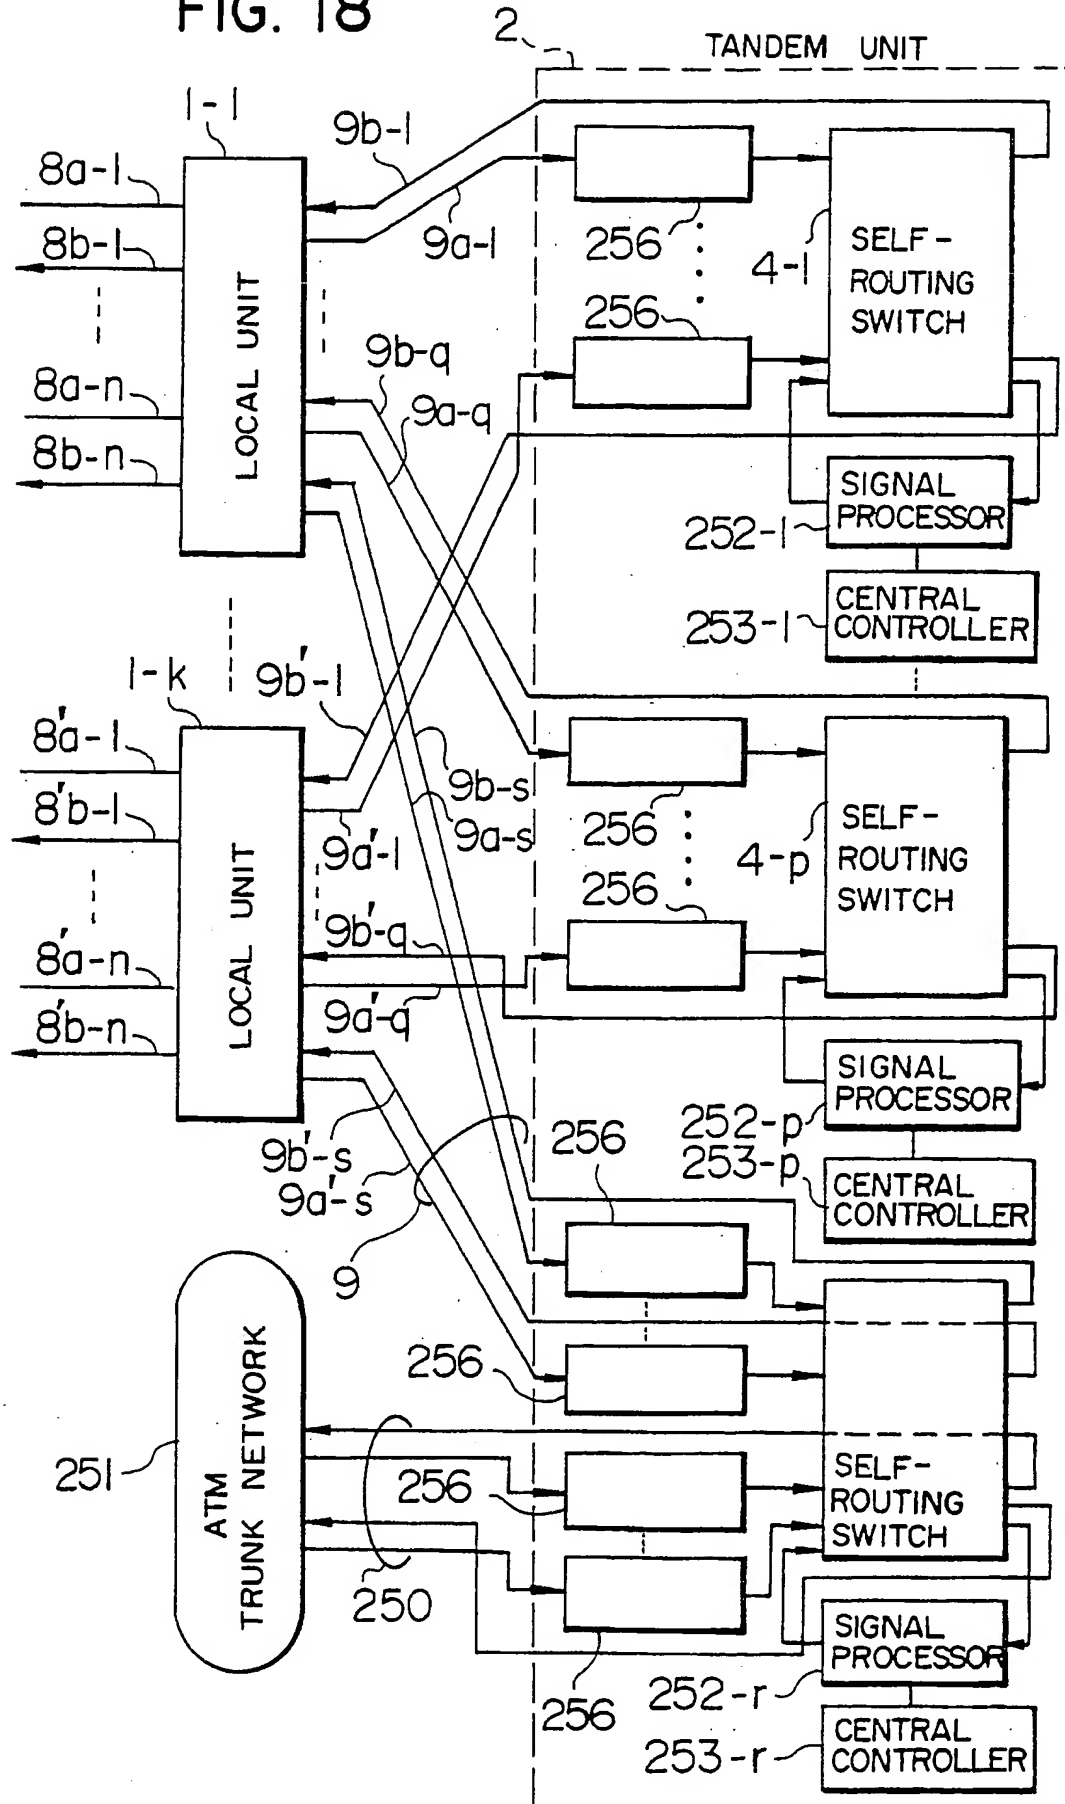 FIG. 18
2
TANDEM UNIT
1-1
9b-1
8a-1
9a-1
256
4-1
SELF-
ROUTING
SWITCH
8b-1
LOCAL UNIT
256
9b-q
8a-n
9a-q
8b-n
SIGNAL
PROCESSOR
252-1
CENTRAL
CONTROLLER
253-1
1-k
9b'-1
8'a-1
9b-s
8'b-1
9a-s
9a'-1
256
4-p
SELF-
ROUTING
SWITCH
LOCAL UNIT
256
9b'-q
8'a-n
9a'-q
8'b-n
SIGNAL
PROCESSOR
252-p
256
9b'-s
253-p
9a'-s
CENTRAL
CONTROLLER
9
256
251
ATM
TRUNK NETWORK
256
SELF-
ROUTING
SWITCH
250
SIGNAL
PROCESSOR
252-r
256
CENTRAL
CONTROLLER
253-r